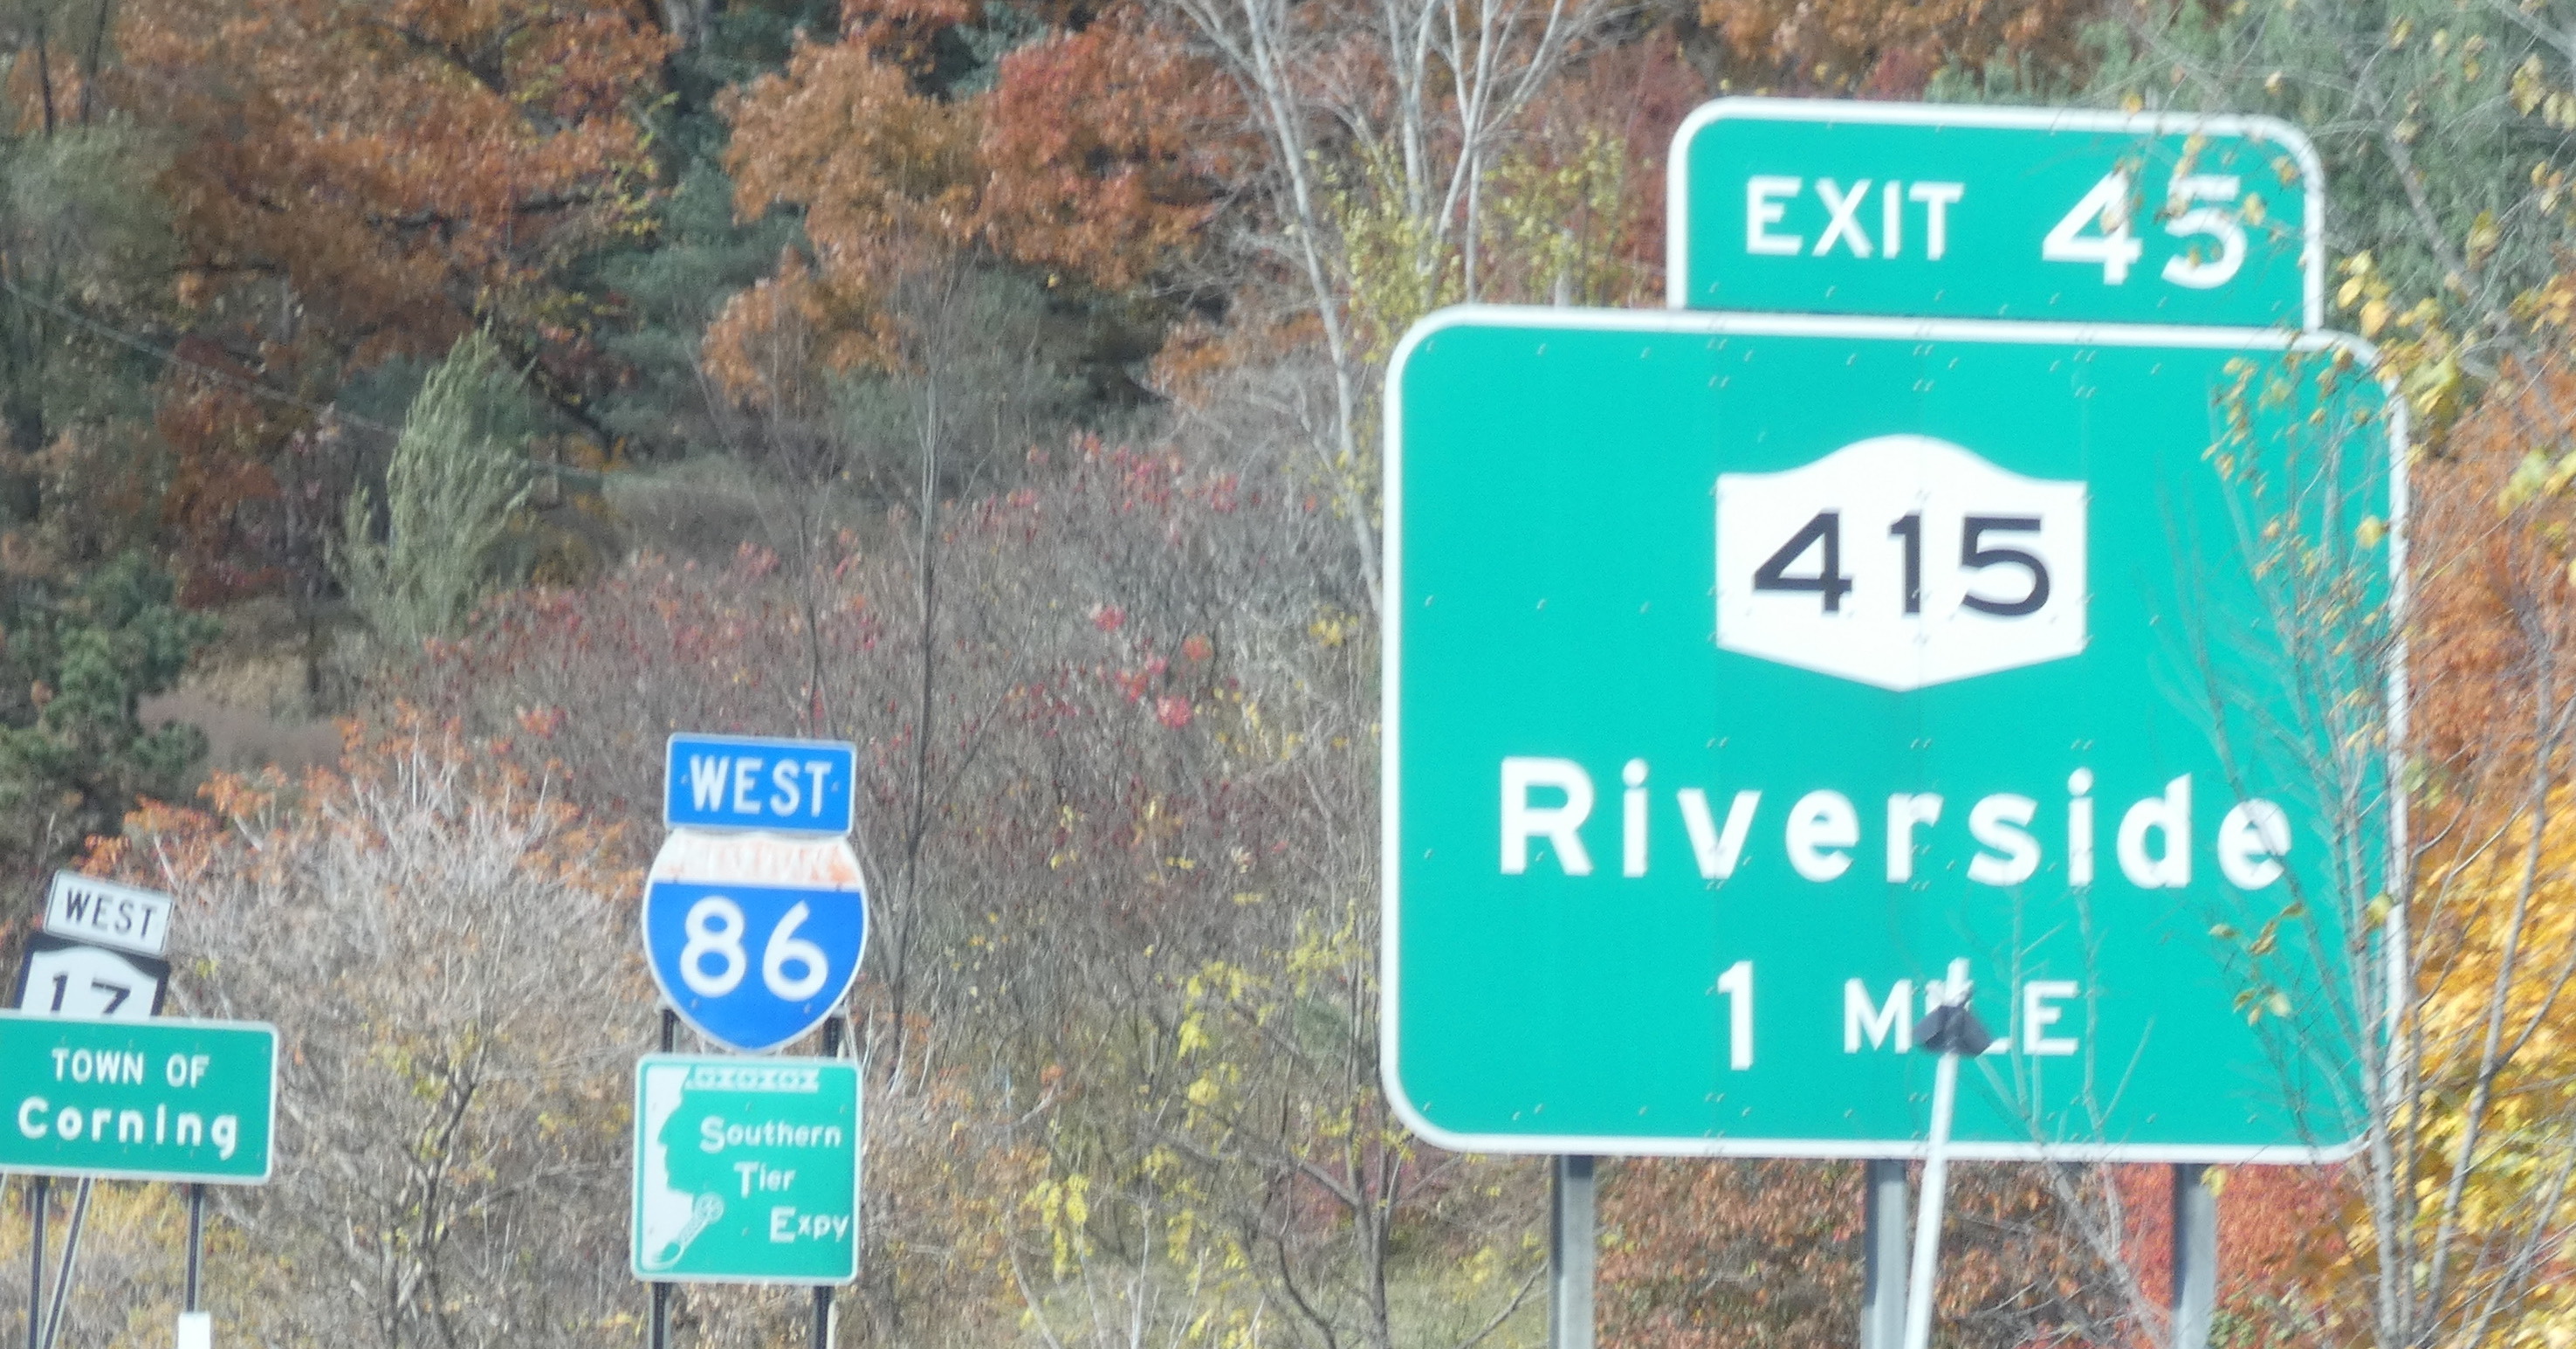 WEST
17
TOWN OF
Corning
WEST
86
Southern
Tier
Expy
EXIT 45
415
Riverside
1 MILE